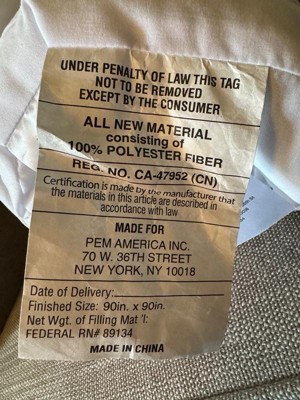 UNDER PENALTY OF LAW THIS TAG
NOT TO BE REMOVED
EXCEPT BY THE CONSUMER
ALL NEW MATERIAL
consisting of
100% POLYESTER FIBER
REG. NO. CA-47952 (CN)
Certification is made by the manufacturer that
the materials in this article are described in
accordance with law
MADE FOR
PEM AMERICA INC.
70 W. 36TH STREET
NEW YORK, NY 10018
Date of Delivery:
Finished Size: 90in. x 90in.
Net Wgt. of Filling Mat'l:
FEDERAL RN# 89134
MADE IN CHINA